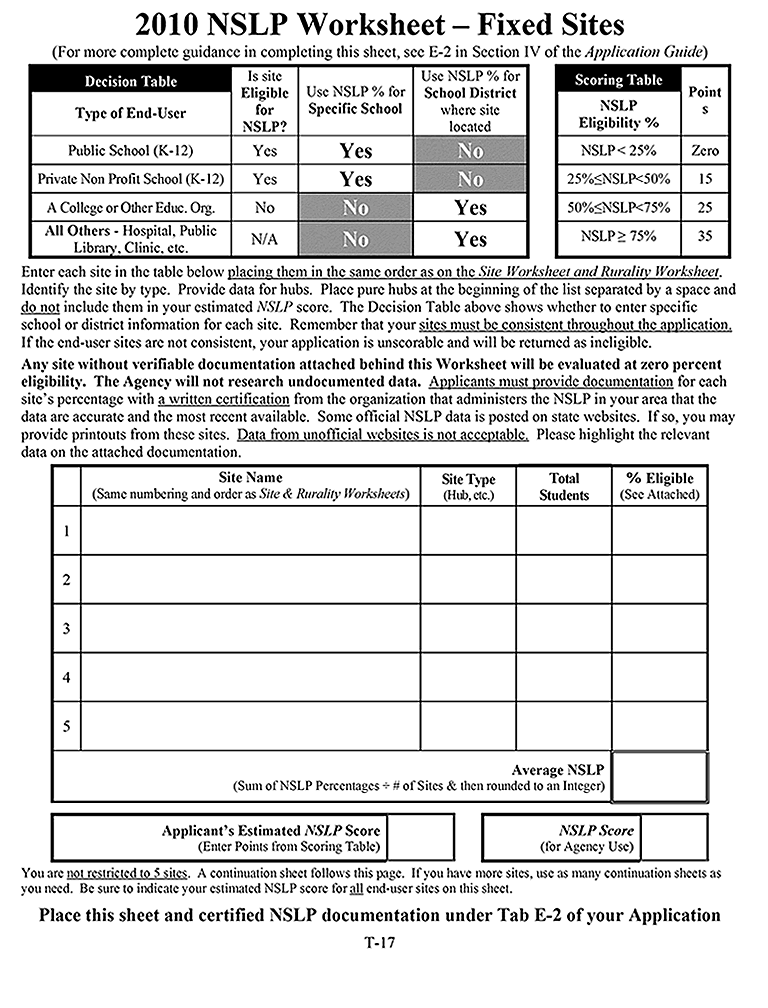 2010 NSLP Worksheet – Fixed Sites
(For more complete guidance in completing this sheet, see E-2 in Section IV of the Application Guide)
Decision Table
Type of End-User
Is site
Eligible
for
NSLP?
Use NSLP % for
Specific School
Use NSLP % for
School District
where site
located
Public School (K-12) Yes Yes No
Private Non Profit School (K-12) Yes Yes No
A College or Other Educ. Org. No No Yes
All Others - Hospital, Public
Library, Clinic, etc. N/A No Yes
Scoring Table
NSLP
Eligibility %
Point
s
NSLP < 25% Zero
25%≤NSLP<50% 15
50%≤NSLP<75% 25
NSLP ≥ 75% 35
Enter each site in the table below placing them in the same order as on the Site Worksheet and Rurality Worksheet.
Identify the site by type. Provide data for hubs. Place pure hubs at the beginning of the list separated by a space and
do not include them in your estimated NSLP score. The Decision Table above shows whether to enter specific
school or district information for each site. Remember that your sites must be consistent throughout the application.
If the end-user sites are not consistent, your application is unscorable and will be returned as ineligible.
Any site without verifiable documentation attached behind this Worksheet will be evaluated at zero percent
eligibility. The Agency will not research undocumented data. Applicants must provide documentation for each
site's percentage with a written certification from the organization that administers the NSLP in your area that the
data are accurate and the most recent available. Some official NSLP data is posted on state websites. If so, you may
provide printouts from these sites. Data from unofficial websites is not acceptable. Please highlight the relevant
data on the attached documentation.
Site Name
(Same numbering and order as Site & Rurality Worksheets)
Site Type
(Hub, etc.)
Total
Students
% Eligible
(See Attached)
1
2
3
4
5
Average NSLP
(Sum of NSLP Percentages ÷ # of Sites & then rounded to an Integer)
Applicant's Estimated NSLP Score
(Enter Points from Scoring Table)
NSLP Score
(for Agency Use)
You are not restricted to 5 sites. A continuation sheet follows this page. If you have more sites, use as many continuation sheets as
you need. Be sure to indicate your estimated NSLP score for all end-user sites on this sheet.
Place this sheet and certified NSLP documentation under Tab E-2 of your Application
T-17